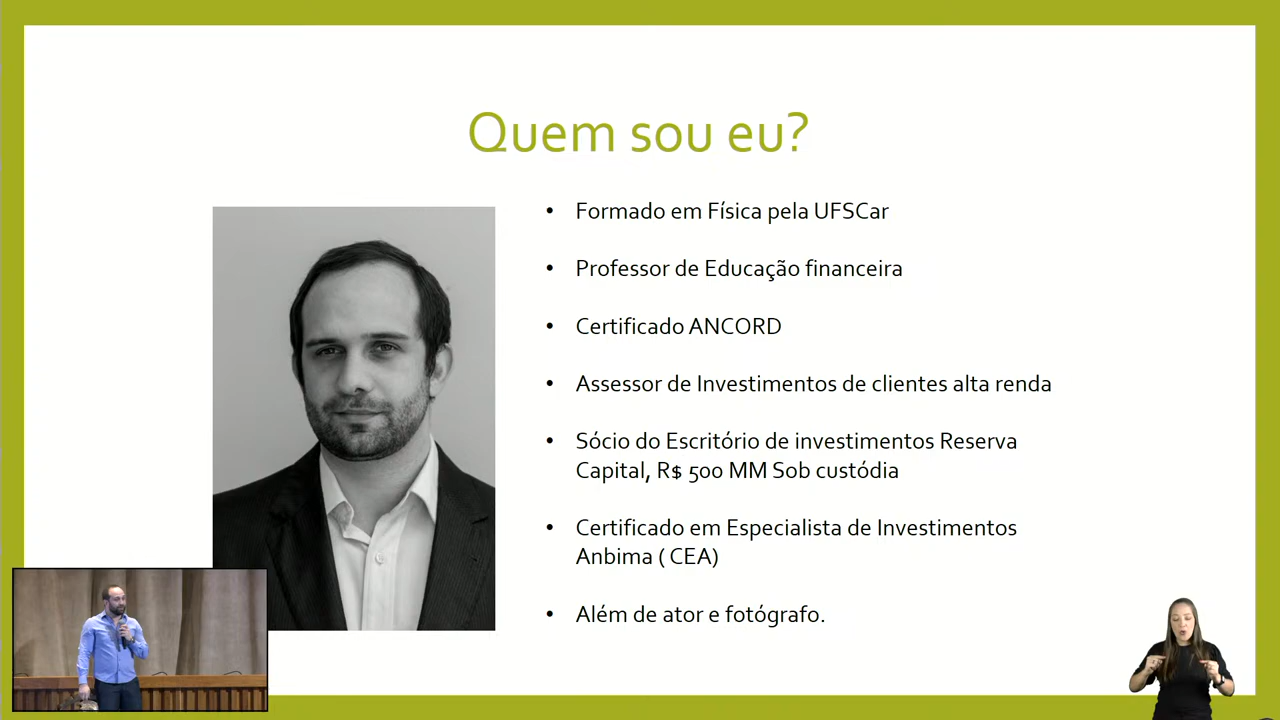 Quem sou eu?
• Formado em Física pela UFSCar
• Professor de Educação financeira
• Certificado ANCORD
• Assessor de Investimentos de clientes alta renda
• Sócio do Escritório de investimentos Reserva
Capital, R$ 500 MM Sob custódia
• Certificado em Especialista de Investimentos
Anbima ( CEA)
• Além de ator e fotógrafo.